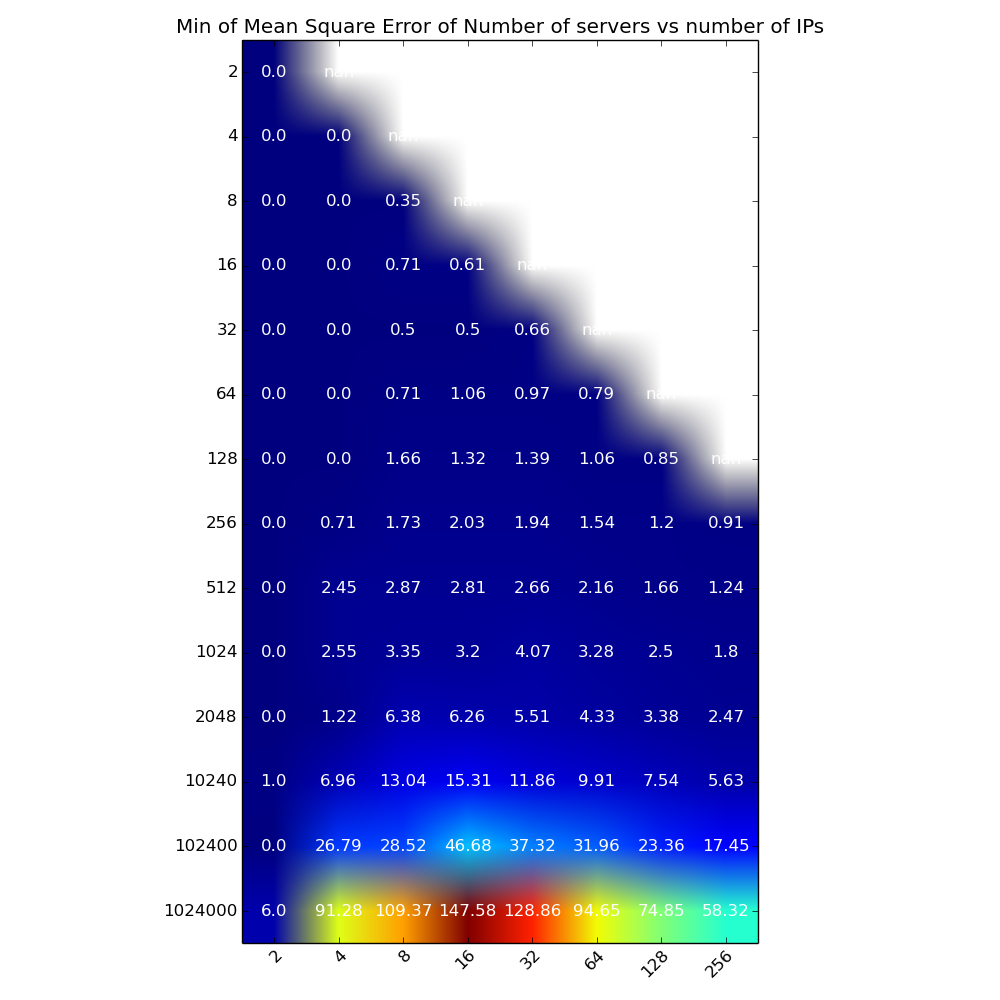 Min of Mean Square Error of Number of servers vs number of IPs
2 0.0 nan
4 0.0 0.0 nan
8 0.0 0.0 0.35 nan
16 0.0 0.0 0.71 0.61 nan
32 0.0 0.0 0.5 0.5 0.66 nan
64 0.0 0.0 0.71 1.06 0.97 0.79 nan
128 0.0 0.0 1.66 1.32 1.39 1.06 0.85 nan
256 0.0 0.71 1.73 2.03 1.94 1.54 1.2 0.91
512 0.0 2.45 2.87 2.81 2.66 2.16 1.66 1.24
1024 0.0 2.55 3.35 3.2 4.07 3.28 2.5 1.8
2048 0.0 1.22 6.38 6.26 5.51 4.33 3.38 2.47
10240 1.0 6.96 13.04 15.31 11.86 9.91 7.54 5.63
102400 0.0 26.79 28.52 46.68 37.32 31.96 23.36 17.45
1024000 6.0 91.28 109.37 147.58 128.86 94.65 74.85 58.32
2 4 8 16 32 64 128 256